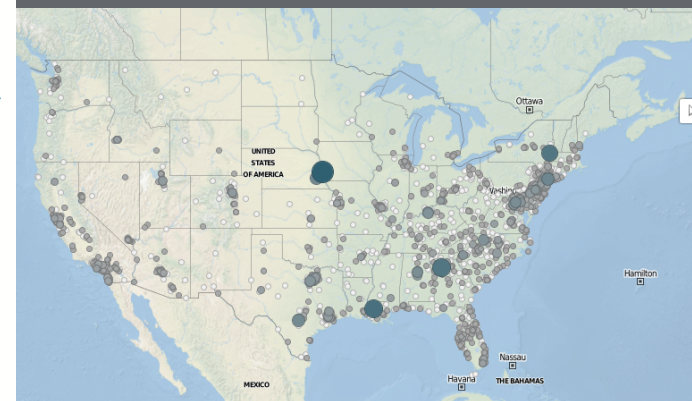 Ottawa
UNITED
STATES
OF AMERICA
Hamilton
Nassau
Havana
THE BAHAMAS
MEXICO